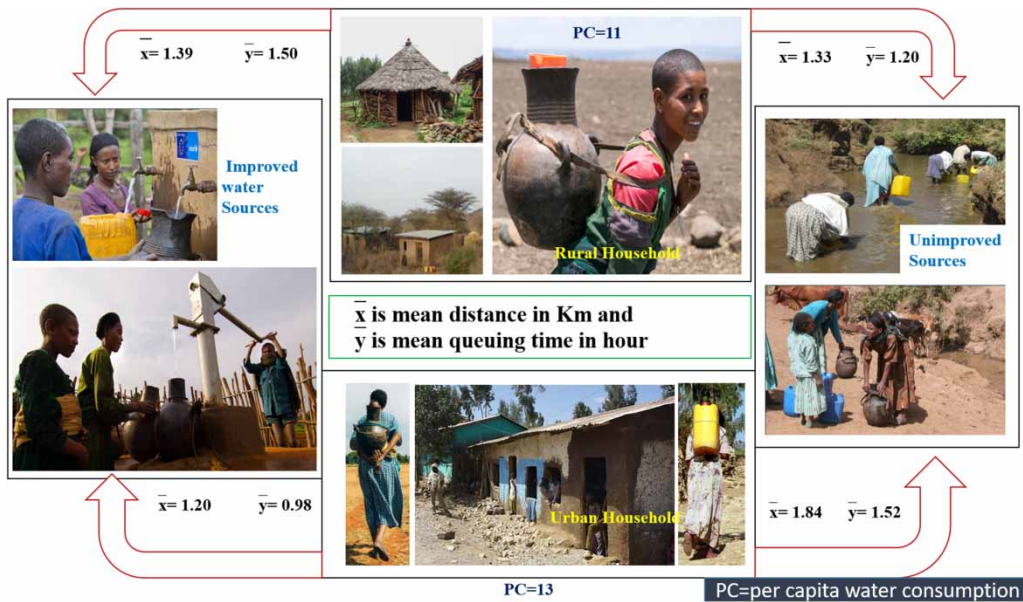 PC=11
x̄= 1.39 ȳ= 1.50
x̄= 1.33 ȳ= 1.20
Improved
water
Sources
Rural Household
Unimproved
Sources
x̄ is mean distance in Km and
ȳ is mean queuing time in hour
x̄= 1.20 ȳ= 0.98
Urban Household
x̄= 1.84 ȳ= 1.52
PC=13
PC=per capita water consumption